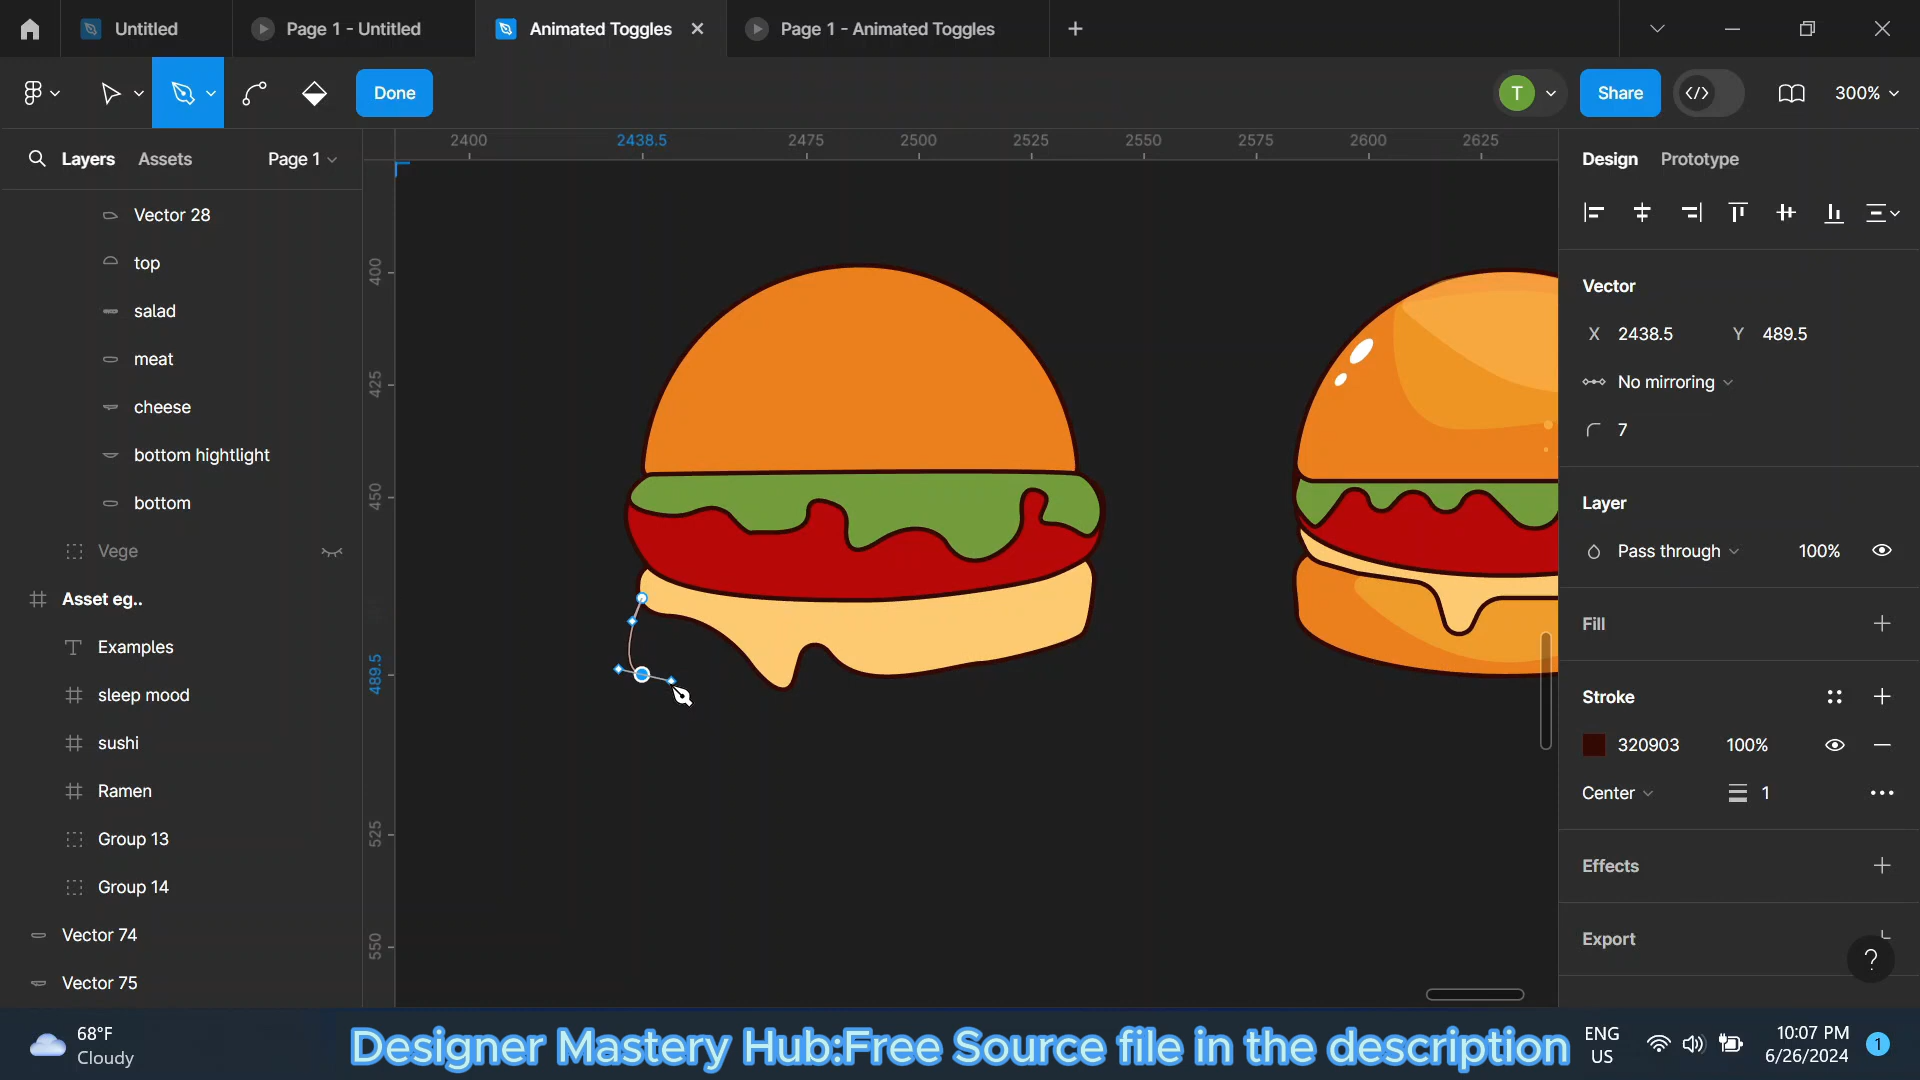 Untitled
Page 1 - Untitled
Animated Toggles
Page 1 - Animated Toggles
Done
T
Share
300%
Layers
Assets
Page 1
2400
2438.5
2475
2500
2525
2550
2575
2600
2625
Design
Prototype
Vector 28
top
salad
meat
cheese
bottom hightlight
bottom
Vege
Asset eg..
Examples
sleep mood
sushi
Ramen
Group 13
Group 14
Vector 74
Vector 75
400
425
450
489.5
525
550
Vector
X 2438.5 Y 489.5
No mirroring
7
Layer
Pass through 100%
Fill
Stroke
320903 100%
Center 1
Effects
Export
?
68°F
Cloudy
Designer Mastery Hub:Free Source file in the description
ENG
US
10:07 PM
6/26/2024
1